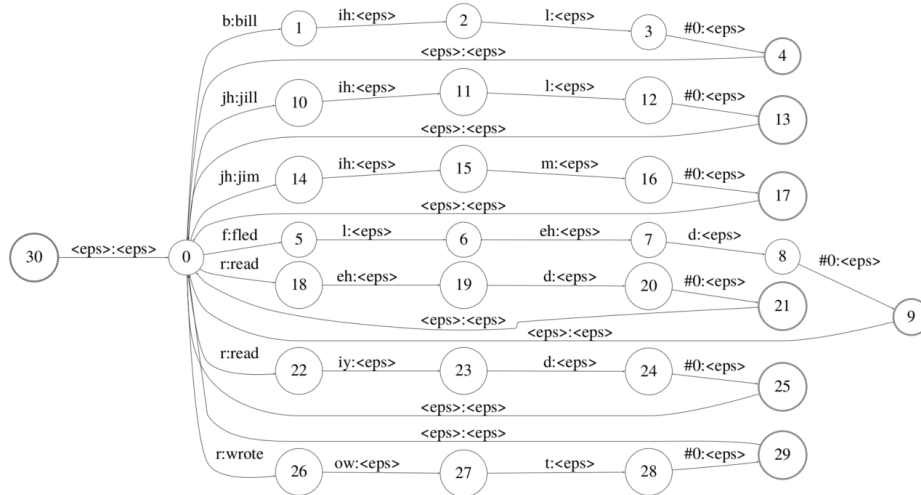 b:bill 1 ih:<eps> 2 l:<eps> 3 #0:<eps> 4
<eps>:<eps>
jh:jill 10 ih:<eps> 11 l:<eps> 12 #0:<eps> 13
<eps>:<eps>
jh:jim 14 ih:<eps> 15 m:<eps> 16 #0:<eps> 17
<eps>:<eps>
30 <eps>:<eps> 0 f:fled 5 l:<eps> 6 eh:<eps> 7 d:<eps> 8 #0:<eps>
r:read 18 eh:<eps> 19 d:<eps> 20 #0:<eps> 21
<eps>:<eps> 9
<eps>:<eps>
r:read 22 iy:<eps> 23 d:<eps> 24 #0:<eps> 25
<eps>:<eps>
<eps>:<eps>
r:wrote 26 ow:<eps> 27 t:<eps> 28 #0:<eps> 29